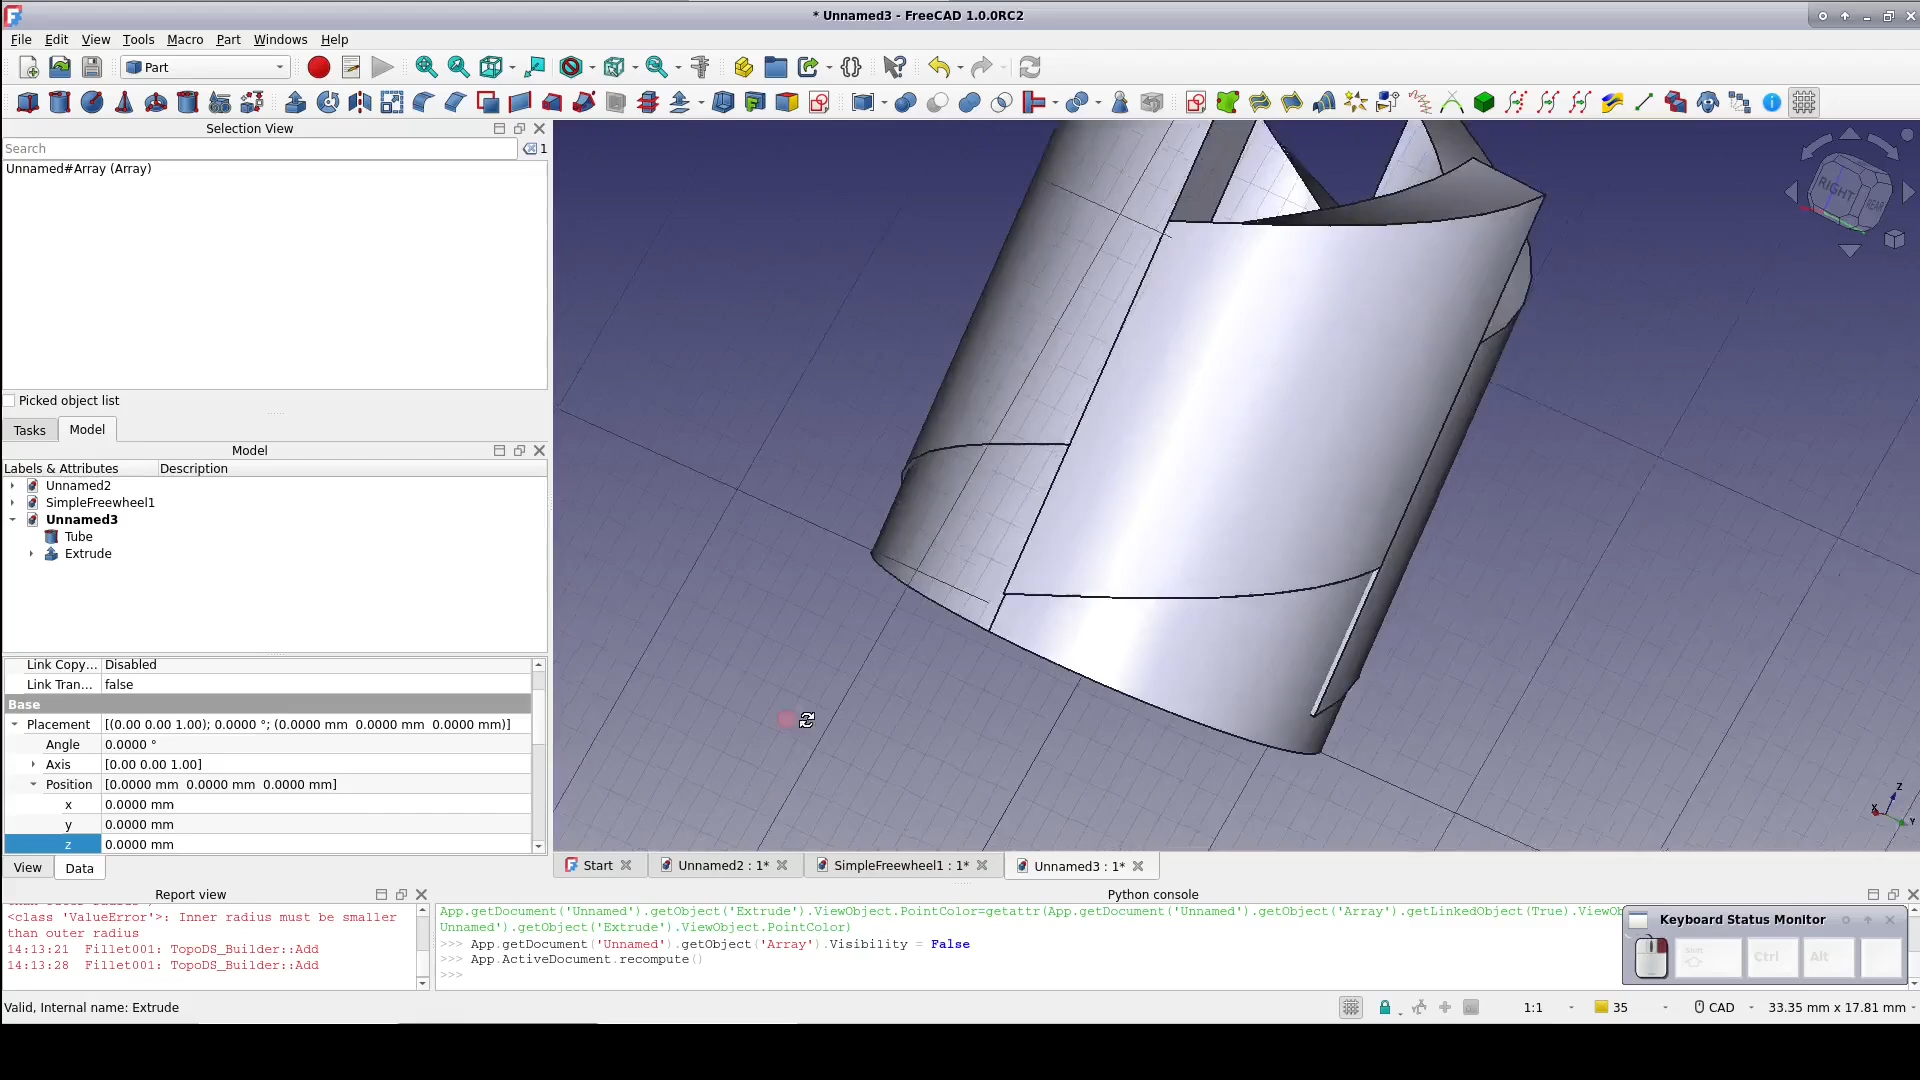 * Unnamed3 - FreeCAD 1.0.0RC2
File Edit View Tools Macro Part Windows Help
Part
Selection View
Search
1
Unnamed#Array (Array)
Picked object list
Tasks Model
Model
Labels & Attributes Description
Unnamed2
SimpleFreewheel1
Unnamed3
Tube
Extrude
Link Copy... Disabled
Link Tran... false
Base
Placement [(0.00 0.00 1.00); 0.0000 °; (0.0000 mm 0.0000 mm 0.0000 mm)]
Angle 0.0000 °
Axis [0.00 0.00 1.00]
Position [0.0000 mm 0.0000 mm 0.0000 mm]
x 0.0000 mm
y 0.0000 mm
z 0.0000 mm
View Data
RIGHT REAR
Z
X
Y
Start Unnamed2 : 1* SimpleFreewheel1 : 1* Unnamed3 : 1*
Report view
<class 'ValueError'>: Inner radius must be smaller
than outer radius
14:13:21 Fillet001: TopoDS_Builder::Add
14:13:28 Fillet001: TopoDS_Builder::Add
Python console
App.getDocument('Unnamed').getObject('Extrude').ViewObject.PointColor=getattr(App.getDocument('Unnamed').getObject('Array').getLinkedObject(True).ViewOb
Unnamed').getObject('Extrude').ViewObject.PointColor)
>>> App.getDocument('Unnamed').getObject('Array').Visibility = False
>>> App.ActiveDocument.recompute()
>>>
Keyboard Status Monitor
Shift Ctrl Alt
Valid, Internal name: Extrude
1:1 35 CAD 33.35 mm x 17.81 mm